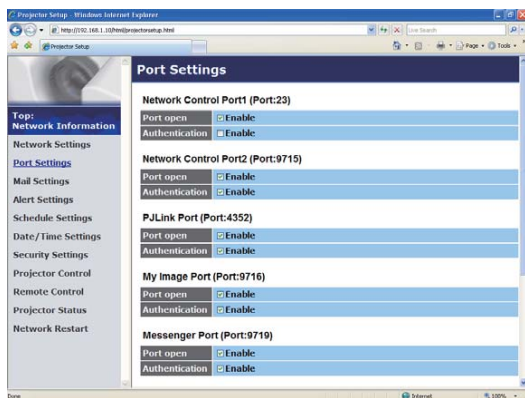 Projector Setup - Windows Internet Explorer
http://192.168.1.10/html/projectorsetup.html
Live Search
Projector Setup
Page
Tools
Port Settings
Top:
Network Information
Network Settings
Port Settings
Mail Settings
Alert Settings
Schedule Settings
Date/Time Settings
Security Settings
Projector Control
Remote Control
Projector Status
Network Restart
Network Control Port1 (Port:23)
Port open Enable
Authentication Enable
Network Control Port2 (Port:9715)
Port open Enable
Authentication Enable
PJLink Port (Port:4352)
Port open Enable
Authentication Enable
My Image Port (Port:9716)
Port open Enable
Authentication Enable
Messenger Port (Port:9719)
Port open Enable
Authentication Enable
Done
Internet
100%